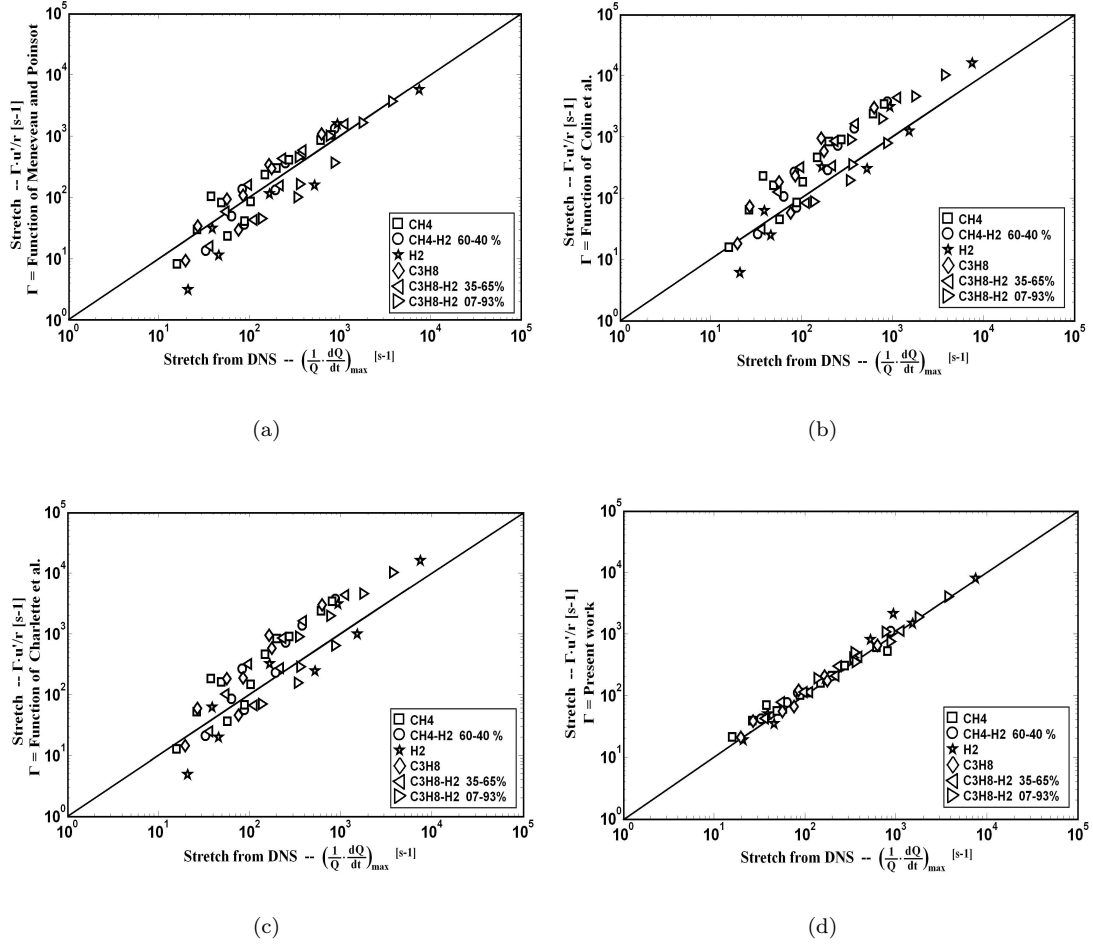 10^5
10^4
10^3
10^2
10^1
10^0
Stretch -- Γ·u'/r [s-1]
Γ = Function of Meneveau and Poinsot
CH4
CH4-H2 60-40 %
H2
C3H8
C3H8-H2 35-65%
C3H8-H2 07-93%
10^0 10^1 10^2 10^3 10^4 10^5
Stretch from DNS -- (1/Q · dQ/dt)max [s-1]
(a)
10^5
10^4
10^3
10^2
10^1
10^0
Stretch -- Γ·u'/r [s-1]
Γ = Function of Colin et al.
CH4
CH4-H2 60-40 %
H2
C3H8
C3H8-H2 35-65%
C3H8-H2 07-93%
10^0 10^1 10^2 10^3 10^4 10^5
Stretch from DNS -- (1/Q · dQ/dt)max [s-1]
(b)
10^5
10^4
10^3
10^2
10^1
10^0
Stretch -- Γ·u'/r [s-1]
Γ = Function of Charlette et al.
CH4
CH4-H2 60-40 %
H2
C3H8
C3H8-H2 35-65%
C3H8-H2 07-93%
10^0 10^1 10^2 10^3 10^4 10^5
Stretch from DNS -- (1/Q · dQ/dt)max [s-1]
(c)
10^5
10^4
10^3
10^2
10^1
10^0
Stretch -- Γ·u'/r [s-1]
Γ = Present work
CH4
CH4-H2 60-40 %
H2
C3H8
C3H8-H2 35-65%
C3H8-H2 07-93%
10^0 10^1 10^2 10^3 10^4 10^5
Stretch from DNS -- (1/Q · dQ/dt)max [s-1]
(d)